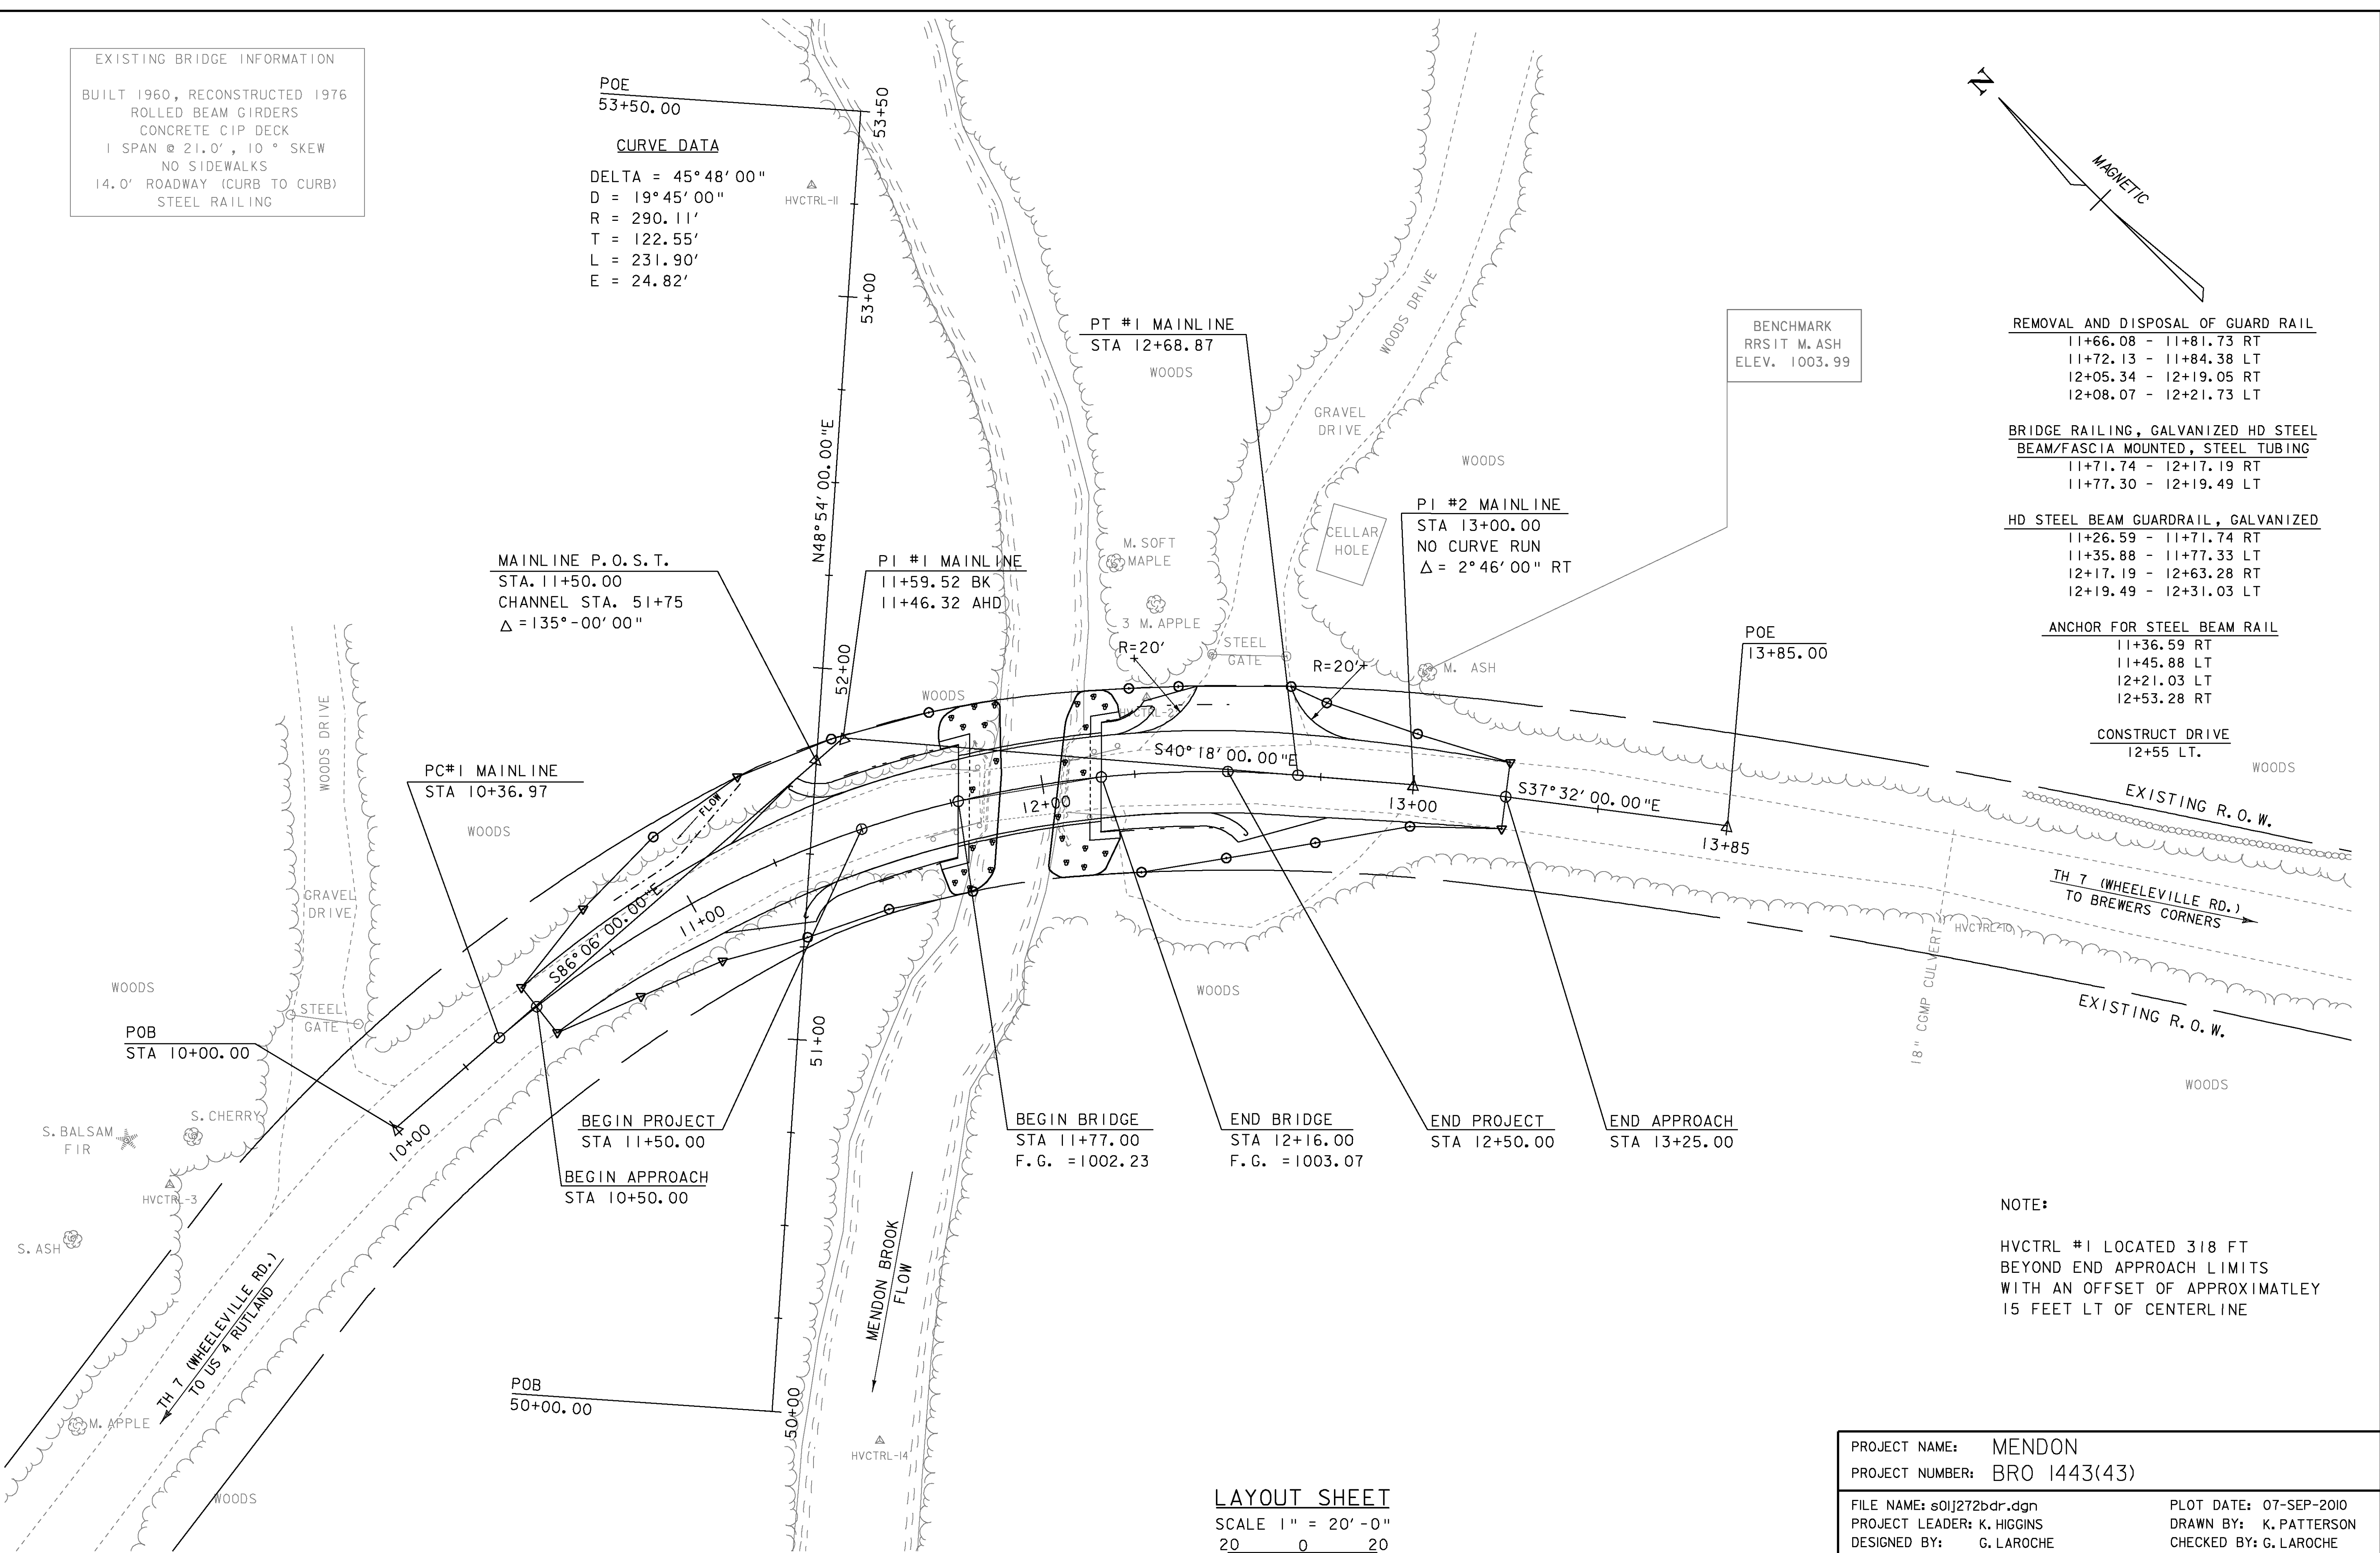 EXISTING BRIDGE INFORMATION
BUILT 1960, RECONSTRUCTED 1976
ROLLED BEAM GIRDERS
CONCRETE CIP DECK
1 SPAN @ 21.0', 10 ° SKEW
NO SIDEWALKS
14.0' ROADWAY (CURB TO CURB)
STEEL RAILING
POE
53+50.00
53+50
CURVE DATA
DELTA = 45°48'00"
D = 19°45'00"
R = 290.11'
T = 122.55'
L = 231.90'
E = 24.82'
HVCTRL-11
53+00
N48°54'00.00"E
N
MAGNETIC
PT #1 MAINLINE
STA 12+68.87
WOODS
WOODS DRIVE
GRAVEL
DRIVE
WOODS
BENCHMARK
RRSIT M.ASH
ELEV. 1003.99
REMOVAL AND DISPOSAL OF GUARD RAIL
11+66.08 - 11+81.73 RT
11+72.13 - 11+84.38 LT
12+05.34 - 12+19.05 RT
12+08.07 - 12+21.73 LT
BRIDGE RAILING, GALVANIZED HD STEEL
BEAM/FASCIA MOUNTED, STEEL TUBING
11+71.74 - 12+17.19 RT
11+77.30 - 12+19.49 LT
HD STEEL BEAM GUARDRAIL, GALVANIZED
11+26.59 - 11+71.74 RT
11+35.88 - 11+77.33 LT
12+17.19 - 12+63.28 RT
12+19.49 - 12+31.03 LT
ANCHOR FOR STEEL BEAM RAIL
11+36.59 RT
11+45.88 LT
12+21.03 LT
12+53.28 RT
CONSTRUCT DRIVE
12+55 LT.
MAINLINE P.O.S.T.
STA. 11+50.00
CHANNEL STA. 51+75
△ =135°-00'00"
PI #1 MAINLINE
11+59.52 BK
11+46.32 AHD
M.SOFT
MAPLE
3 M.APPLE
CELLAR
HOLE
PI #2 MAINLINE
STA 13+00.00
NO CURVE RUN
△ = 2°46'00" RT
STEEL
GATE
R=20'
R=20'
M. ASH
POE
13+85.00
52+00
WOODS
HVCTRL-2
WOODS DRIVE
PC#1 MAINLINE
STA 10+36.97
WOODS
FLOW
S40°18'00.00"E
12+00
13+00
S37°32'00.00"E
13+85
WOODS
EXISTING R.O.W.
TH 7 (WHEELEVILLE RD.)
TO BREWERS CORNERS
HVCTRL-10
18" CGMP CULVERT
EXISTING R.O.W.
WOODS
GRAVEL
DRIVE
S86°06'00.00"E
11+00
WOODS
WOODS
STEEL
GATE
POB
STA 10+00.00
51+00
S.CHERRY
S.BALSAM
FIR
10+00
HVCTRL-3
S.ASH
BEGIN PROJECT
STA 11+50.00
BEGIN APPROACH
STA 10+50.00
BEGIN BRIDGE
STA 11+77.00
F.G. =1002.23
END BRIDGE
STA 12+16.00
F.G. =1003.07
END PROJECT
STA 12+50.00
END APPROACH
STA 13+25.00
MENDON BROOK
FLOW
TH 7 (WHEELEVILLE RD.)
TO US 4 RUTLAND
M.APPLE
WOODS
POB
50+00.00
50+00
HVCTRL-14
NOTE:
HVCTRL #1 LOCATED 318 FT
BEYOND END APPROACH LIMITS
WITH AN OFFSET OF APPROXIMATLEY
15 FEET LT OF CENTERLINE
LAYOUT SHEET
SCALE 1" = 20'-0"
20 0 20
PROJECT NAME: MENDON
PROJECT NUMBER: BRO 1443(43)
FILE NAME: s01j272bdr.dgn
PLOT DATE: 07-SEP-2010
PROJECT LEADER: K.HIGGINS
DRAWN BY: K.PATTERSON
DESIGNED BY: G.LAROCHE
CHECKED BY: G.LAROCHE